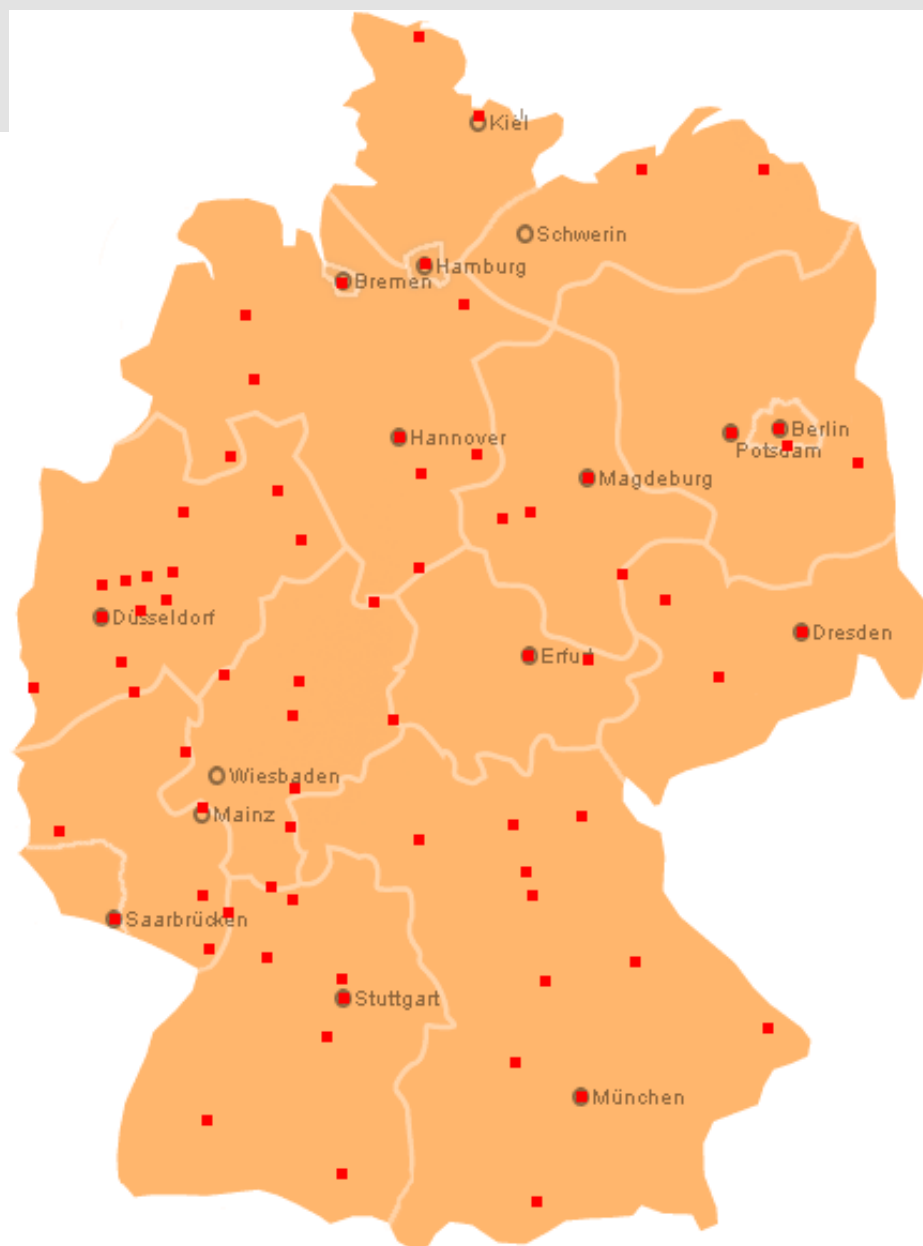 Kiel
Schwerin
Hamburg
Bremen
Berlin
Hannover
Potsdam
Magdeburg
Düsseldorf
Dresden
Erfurt
Wiesbaden
Mainz
Saarbrücken
Stuttgart
München